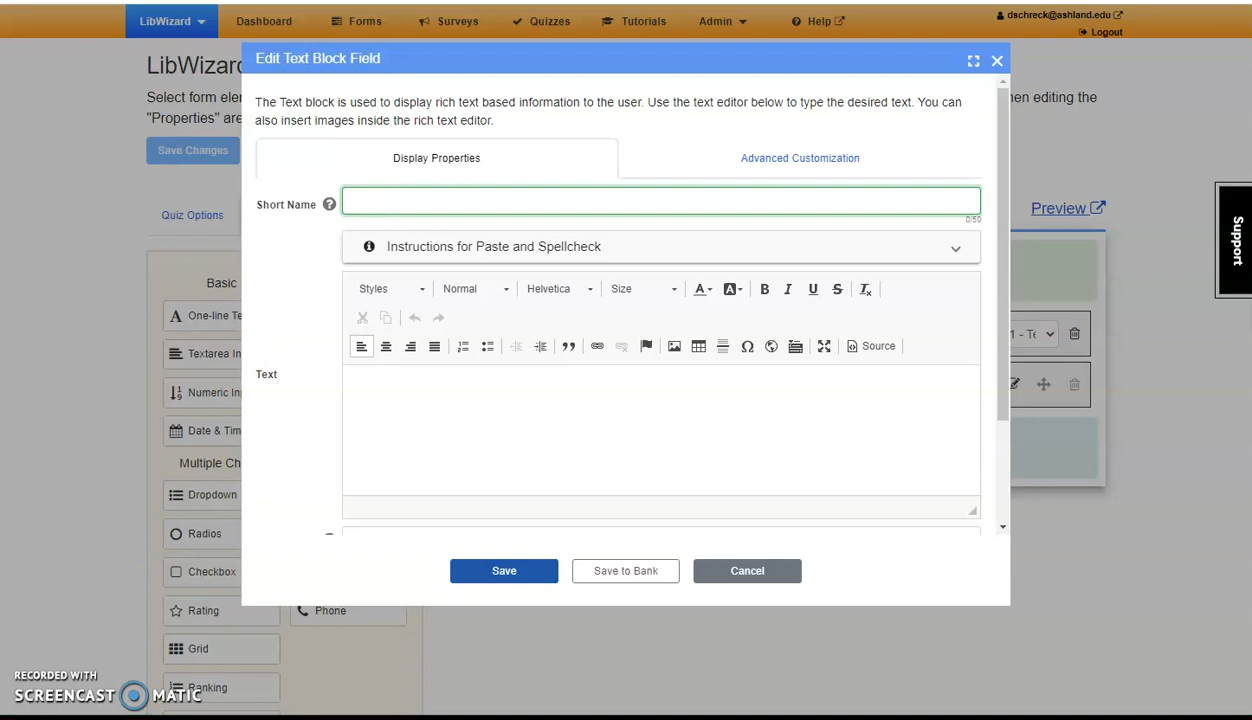 LibWizard
Dashboard
Forms
Surveys
Quizzes
Tutorials
Admin
Help
dschreck@ashland.edu
Logout
LibWizard
Select form elem
hen editing the
"Properties" are
Save Changes
Quiz Options
Preview
Support
Edit Text Block Field
The Text block is used to display rich text based information to the user. Use the text editor below to type the desired text. You can
also insert images inside the rich text editor.
Display Properties
Advanced Customization
Short Name
0/50
Instructions for Paste and Spellcheck
Styles
Normal
Helvetica
Size
Source
Text
Save
Save to Bank
Cancel
Basic
One-line Te
Textarea In
Numeric Inp
Date & Tim
Multiple Ch
Dropdown
Radios
Checkbox
Rating
Phone
Grid
Ranking
RECORDED WITH
SCREENCAST MATIC